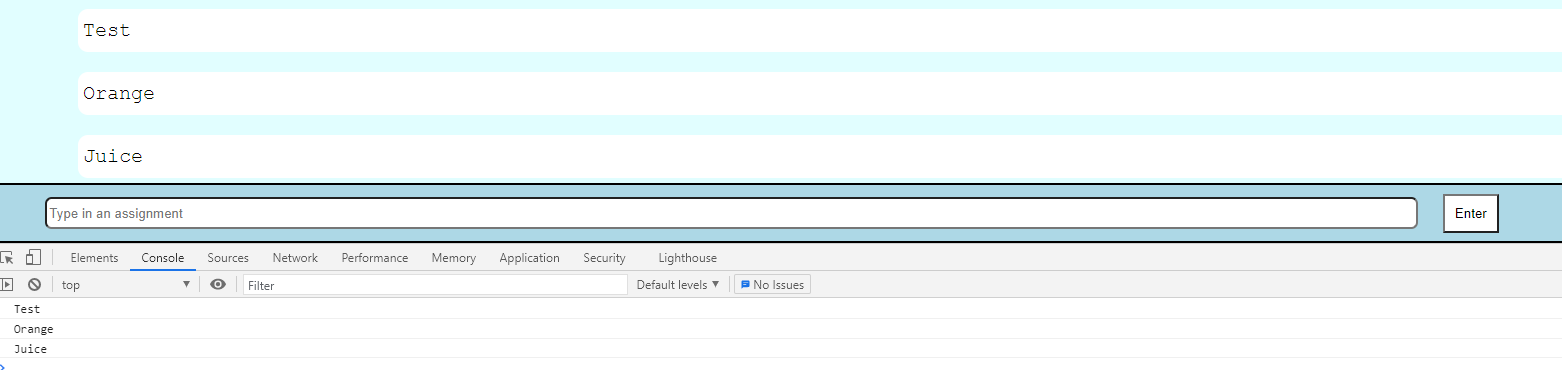 Test
Orange
Juice
Type in an assignment Enter
Elements Console Sources Network Performance Memory Application Security Lighthouse
top Filter Default levels No Issues
Test
Orange
Juice